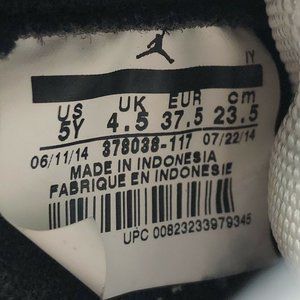 IY
US UK EUR cm
5Y 4.5 37.5 23.5
06/11/14 378038-117 07/22/14
MADE IN INDONESIA
FABRIQUE EN INDONESIE
UPC 00823233979345